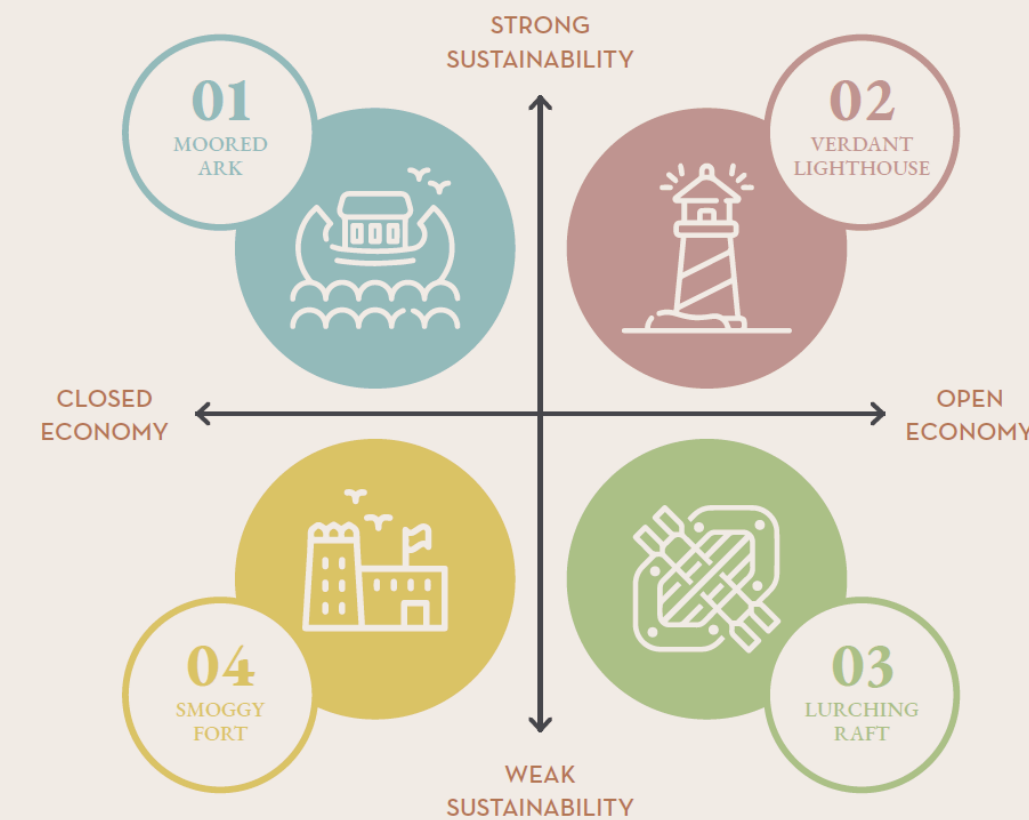 STRONG
SUSTAINABILITY
01
MOORED
ARK
02
VERDANT
LIGHTHOUSE
CLOSED
ECONOMY
OPEN
ECONOMY
04
SMOGGY
FORT
03
LURCHING
RAFT
WEAK
SUSTAINABILITY